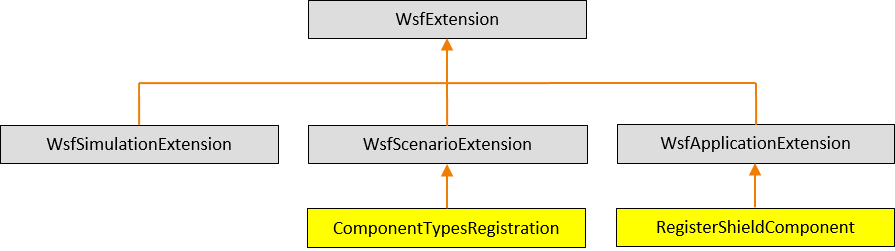 WsfExtension
WsfSimulationExtension
WsfScenarioExtension
WsfApplicationExtension
ComponentTypesRegistration
RegisterShieldComponent